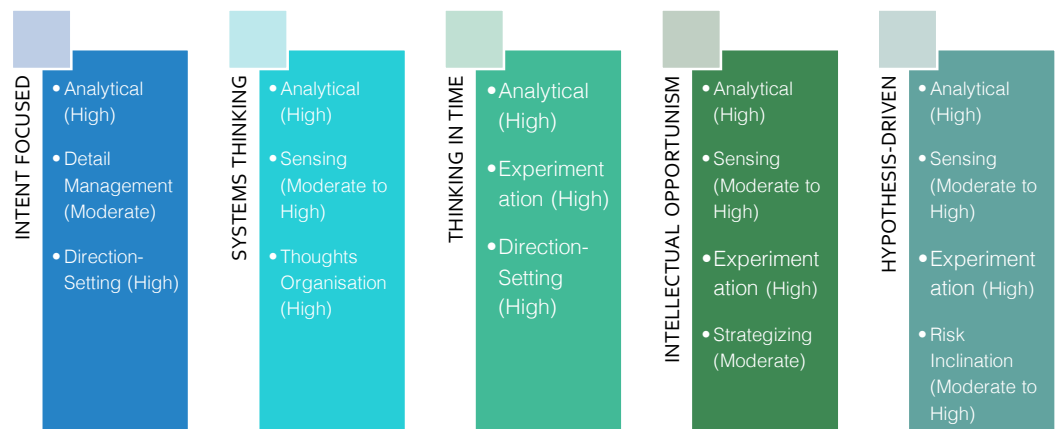 INTENT FOCUSED
• Analytical
(High)
• Detail
Management
(Moderate)
• Direction-
Setting (High)
SYSTEMS THINKING
• Analytical
(High)
• Sensing
(Moderate to
High)
• Thoughts
Organisation
(High)
THINKING IN TIME
• Analytical
(High)
• Experiment
ation (High)
• Direction-
Setting
(High)
INTELLECTUAL OPPORTUNISM
• Analytical
(High)
• Sensing
(Moderate to
High)
• Experiment
ation (High)
• Strategizing
(Moderate)
HYPOTHESIS-DRIVEN
• Analytical
(High)
• Sensing
(Moderate to
High)
• Experiment
ation (High)
• Risk
Inclination
(Moderate to
High)